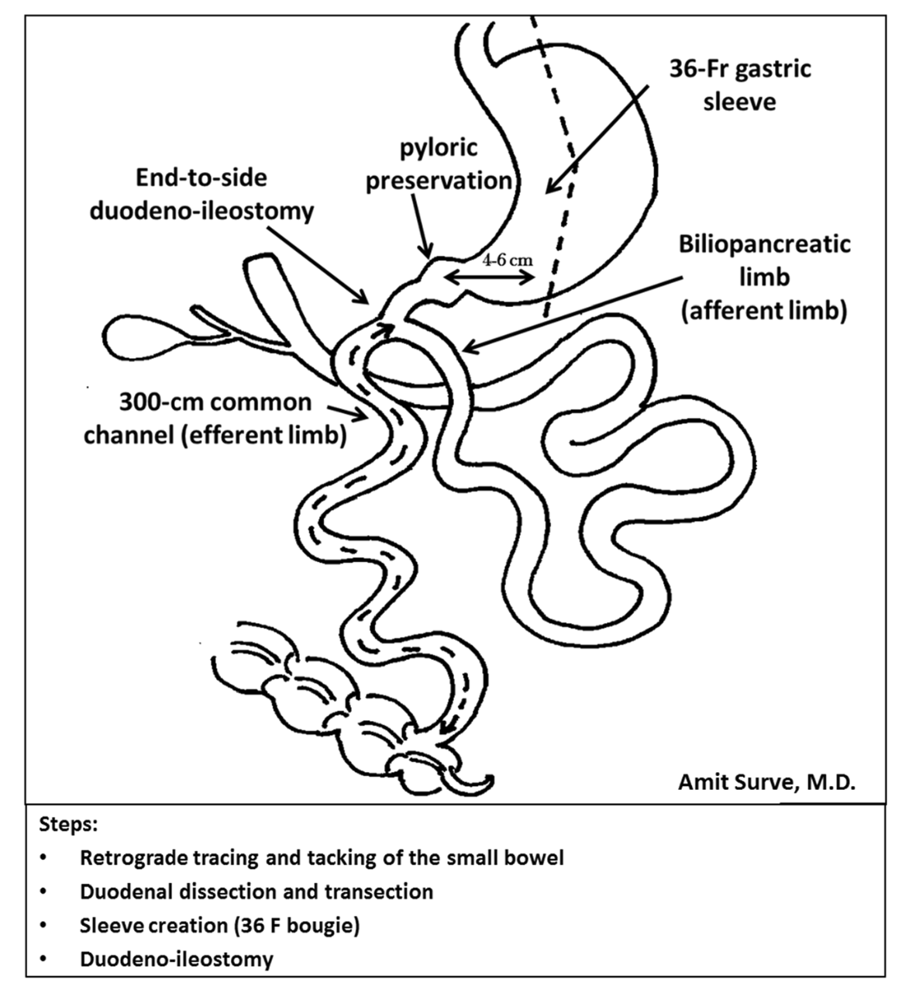 36-Fr gastric
sleeve
pyloric
preservation
End-to-side
duodeno-ileostomy
4-6 cm
Biliopancreatic
limb
(afferent limb)
300-cm common
channel (efferent limb)
Amit Surve, M.D.
Steps:
• Retrograde tracing and tacking of the small bowel
• Duodenal dissection and transection
• Sleeve creation (36 F bougie)
• Duodeno-ileostomy